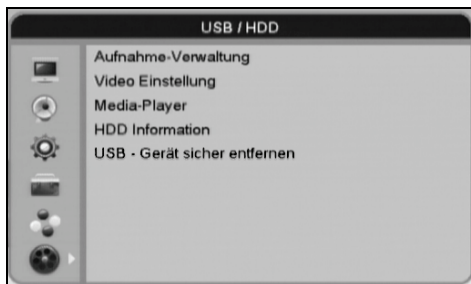 USB / HDD
Aufnahme-Verwaltung
Video Einstellung
Media-Player
HDD Information
USB - Gerät sicher entfernen